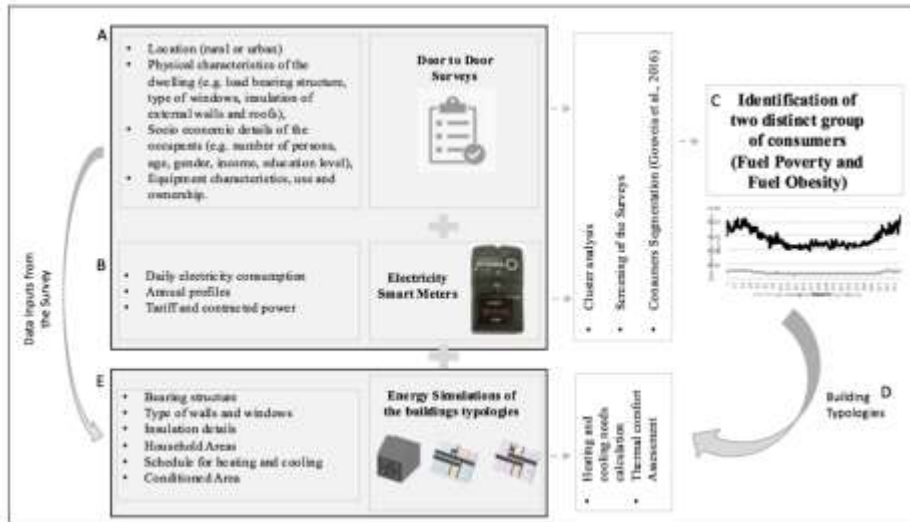 A
• Location (rural or urban)
• Physical characteristics of the
dwelling (e.g. load bearing structure,
type of windows, insulation of
external walls and roofs),
• Socio economic details of the
occupents (e.g. number of persons,
age, gender, income, education level),
• Equipment characteristics, use and
ownership.
Door to Door
Surveys
B
• Daily electricity consumption
• Annual profiles
• Tariff and contracted power
Electricity
Smart Meters
• Cluster analysis
• Screening of the Surveys
• Consumers Segmentation (Gouveia et al., 2016)
C
Identification of
two distinct group
of consumers
(Fuel Poverty and
Fuel Obesity)
Data Inputs from
the Survey
E
• Bearing structure
• Type of walls and windows
• Insulation details
• Household Areas
• Schedule for heating and cooling
• Conditioned Area
Energy Simulations of
the buildings typologies
• Heating and
cooling needs
calculation
• Thermal comfort
Assessment
Building D
Typologies